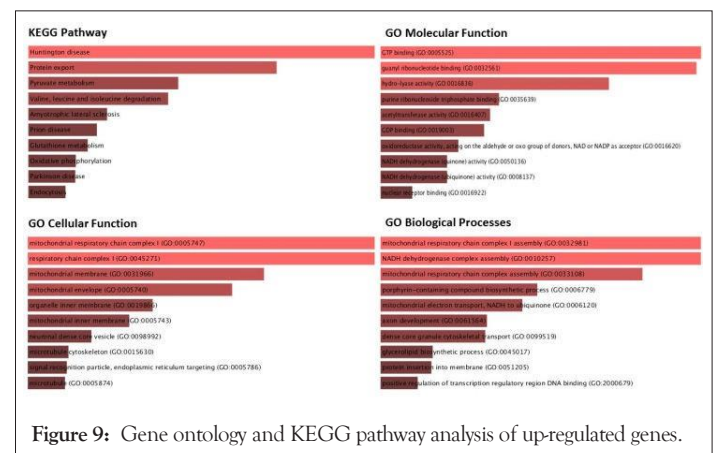 KEGG Pathway
Huntington disease
Protein export
Pyruvate metabolism
Valine, leucine and isoleucine degradation
Amyotrophic lateral sclerosis
Prion disease
Glutathione metabolism
Oxidative phosphorylation
Parkinson disease
Endocytosis
GO Molecular Function
GTP binding (GO:0005525)
guanyl ribonucleotide binding (GO:0032561)
hydro-lyase activity (GO:0016836)
purine ribonucleoside triphosphate binding (GO:0035639)
acetyltransferase activity (GO:0016407)
GDP binding (GO:0019003)
oxidoreductase activity, acting on the aldehyde or oxo group of donors, NAD or NADP as acceptor (GO:0016620)
NADH dehydrogenase (quinone) activity (GO:0050136)
NADH dehydrogenase (ubiquinone) activity (GO:0008137)
nuclear receptor binding (GO:0016922)
GO Cellular Function
mitochondrial respiratory chain complex I (GO:0005747)
respiratory chain complex I (GO:0045271)
mitochondrial membrane (GO:0031966)
mitochondrial envelope (GO:0005740)
organelle inner membrane (GO:0019866)
mitochondrial inner membrane (GO:0005743)
neuronal dense core vesicle (GO:0098992)
microtubule cytoskeleton (GO:0015630)
signal recognition particle, endoplasmic reticulum targeting (GO:0005786)
microtubule (GO:0005874)
GO Biological Processes
mitochondrial respiratory chain complex I assembly (GO:0032981)
NADH dehydrogenase complex assembly (GO:0010257)
mitochondrial respiratory chain complex assembly (GO:0033108)
porphyrin-containing compound biosynthetic process (GO:0006779)
mitochondrial electron transport, NADH to ubiquinone (GO:0006120)
axon development (GO:0061564)
dense core granule cytoskeletal transport (GO:0099519)
glycerolipid biosynthetic process (GO:0045017)
protein insertion into membrane (GO:0051205)
positive regulation of transcription regulatory region DNA binding (GO:2000679)
Figure 9: Gene ontology and KEGG pathway analysis of up-regulated genes.